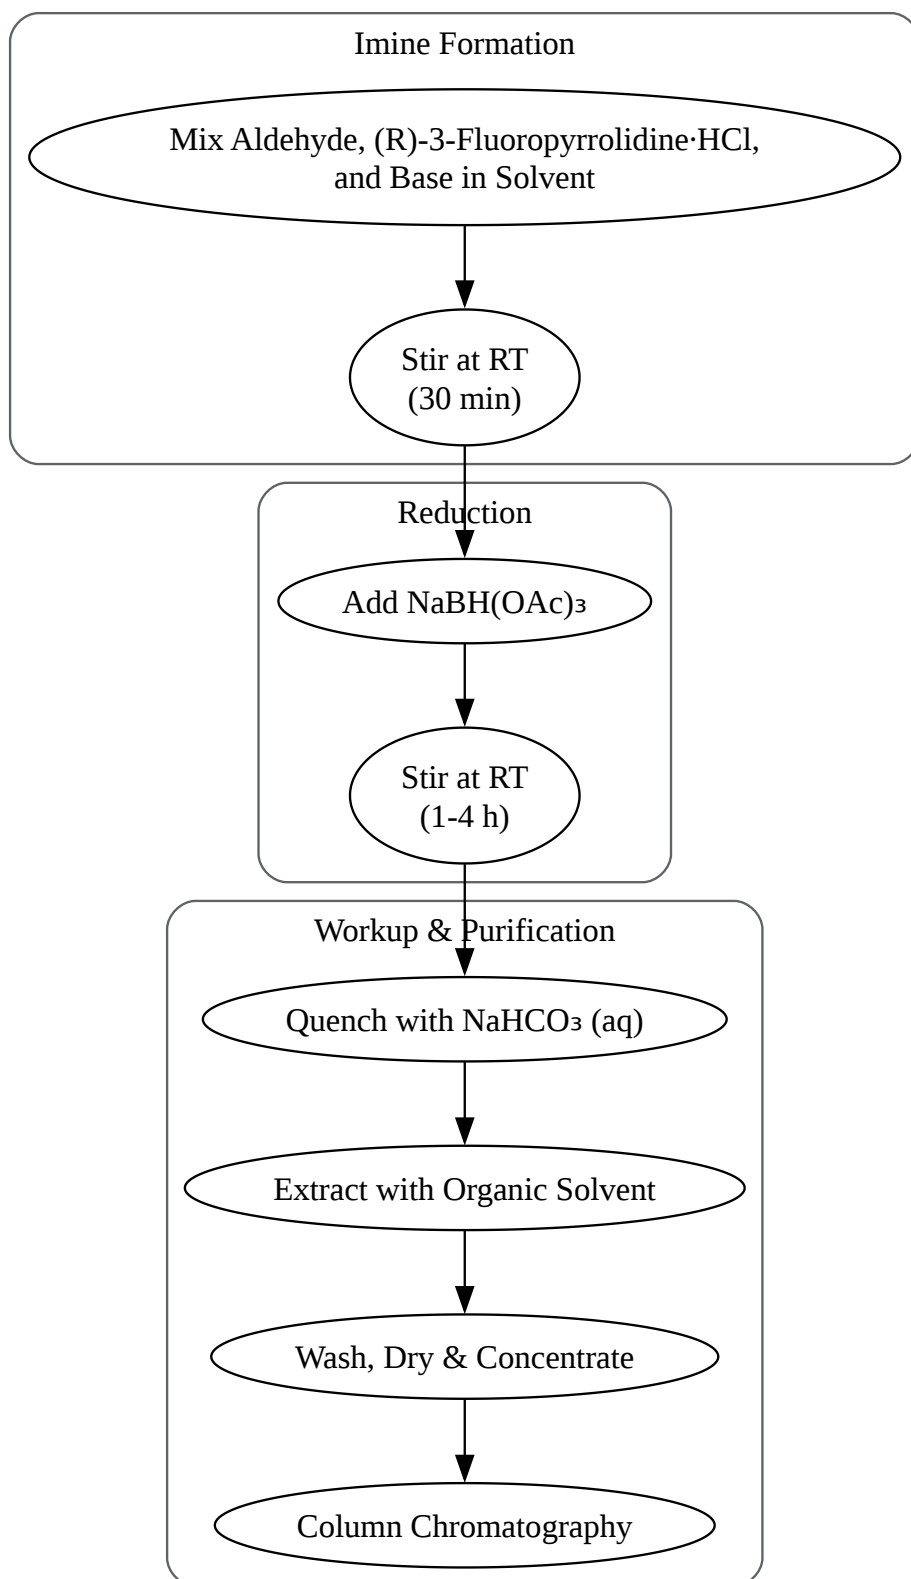 Imine Formation
Mix Aldehyde, (R)-3-Fluoropyrrolidine·HCl,
and Base in Solvent
Stir at RT
(30 min)
Reduction
Add NaBH(OAc)₃
Stir at RT
(1-4 h)
Workup & Purification
Quench with NaHCO₃ (aq)
Extract with Organic Solvent
Wash, Dry & Concentrate
Column Chromatography